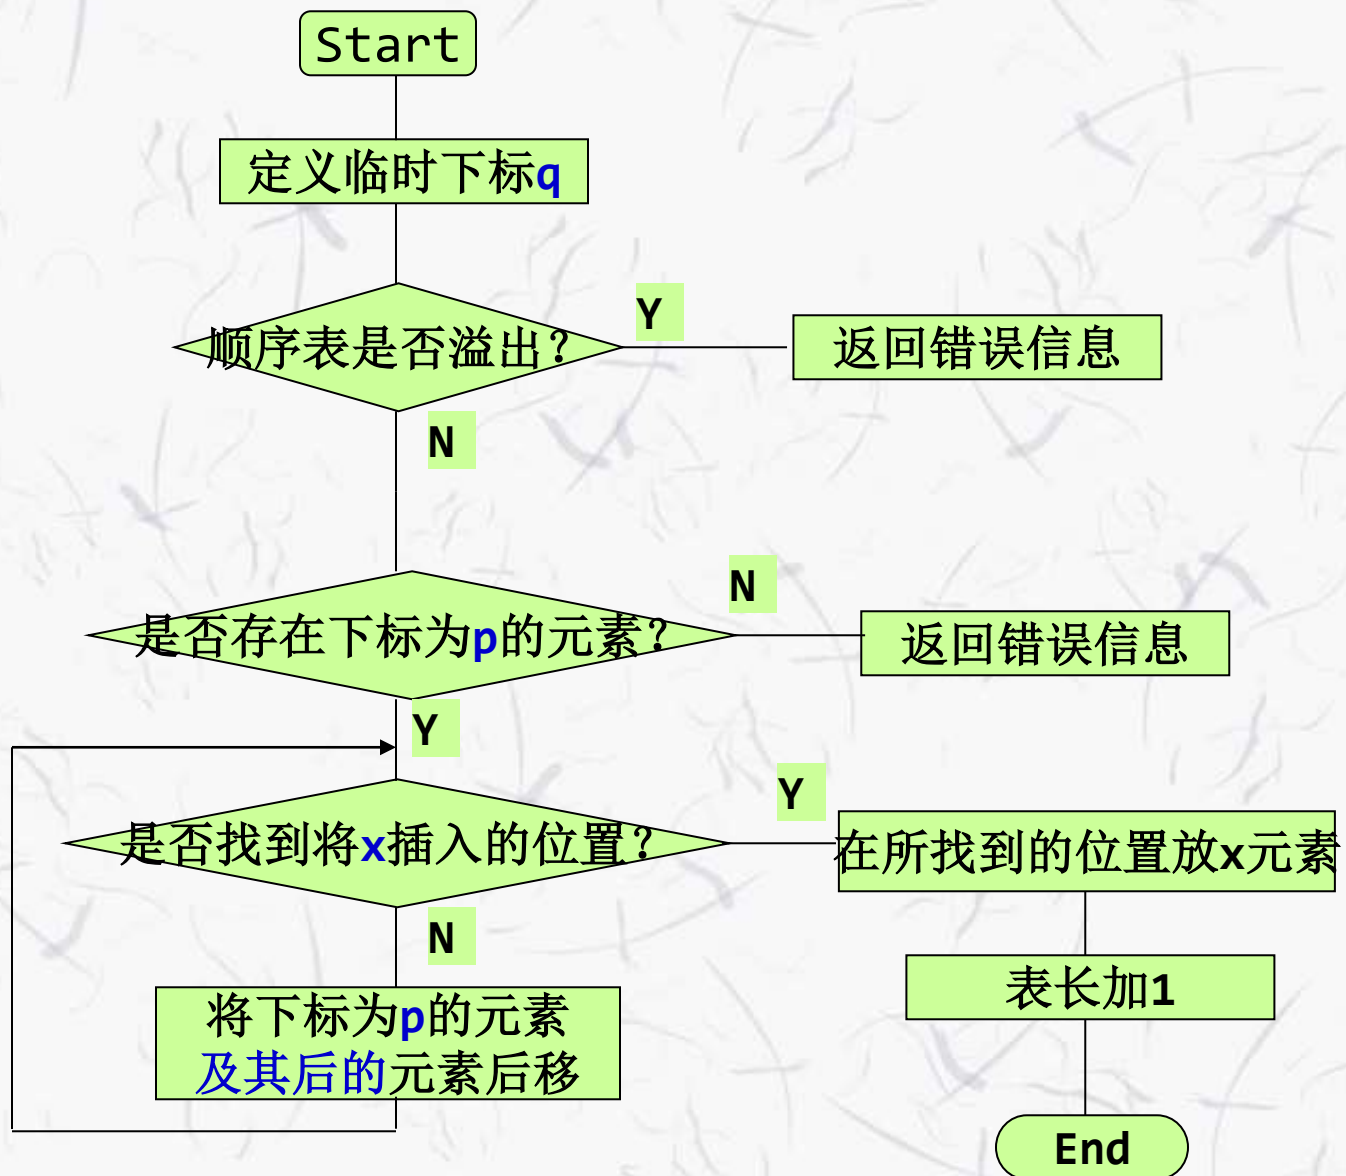 Start
定义临时下标q
顺序表是否溢出?
Y
返回错误信息
N
是否存在下标为p的元素?
N
返回错误信息
Y
是否找到将x插入的位置?
Y
在所找到的位置放x元素
N
将下标为p的元素
及其后的元素后移
表长加1
End